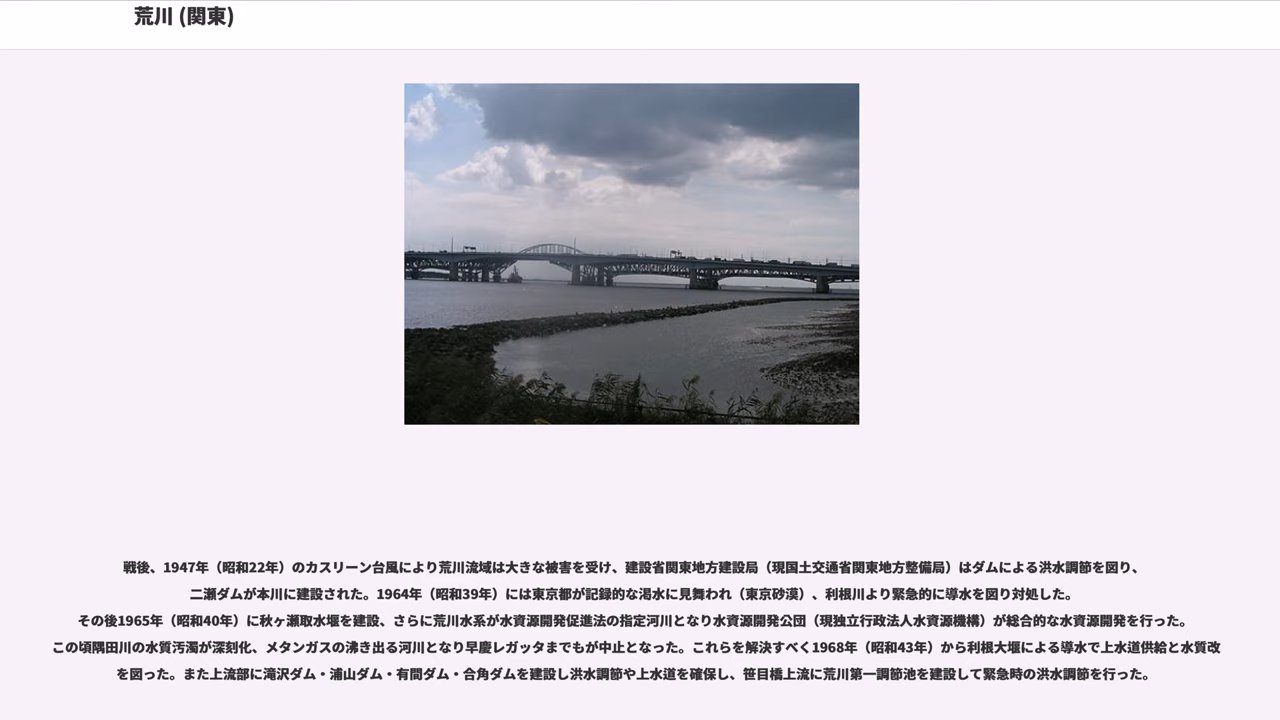 荒川 (関東)
戦後、1947年（昭和22年）のカスリーン台風により荒川流域は大きな被害を受け、建設省関東地方建設局（現国土交通省関東地方整備局）はダムによる洪水調節を図り、
二瀬ダムが本川に建設された。1964年（昭和39年）には東京都が記録的な渇水に見舞われ（東京砂漠）、利根川より緊急的に導水を図り対処した。
その後1965年（昭和40年）に秋ヶ瀬取水堰を建設、さらに荒川水系が水資源開発促進法の指定河川となり水資源開発公団（現独立行政法人水資源機構）が総合的な水資源開発を行った。
この頃隅田川の水質汚濁が深刻化、メタンガスの沸き出る河川となり早慶レガッタまでもが中止となった。これらを解決すべく1968年（昭和43年）から利根大堰による導水で上水道供給と水質改
を図った。また上流部に滝沢ダム・浦山ダム・有間ダム・合角ダムを建設し洪水調節や上水道を確保し、笹目橋上流に荒川第一調節池を建設して緊急時の洪水調節を行った。